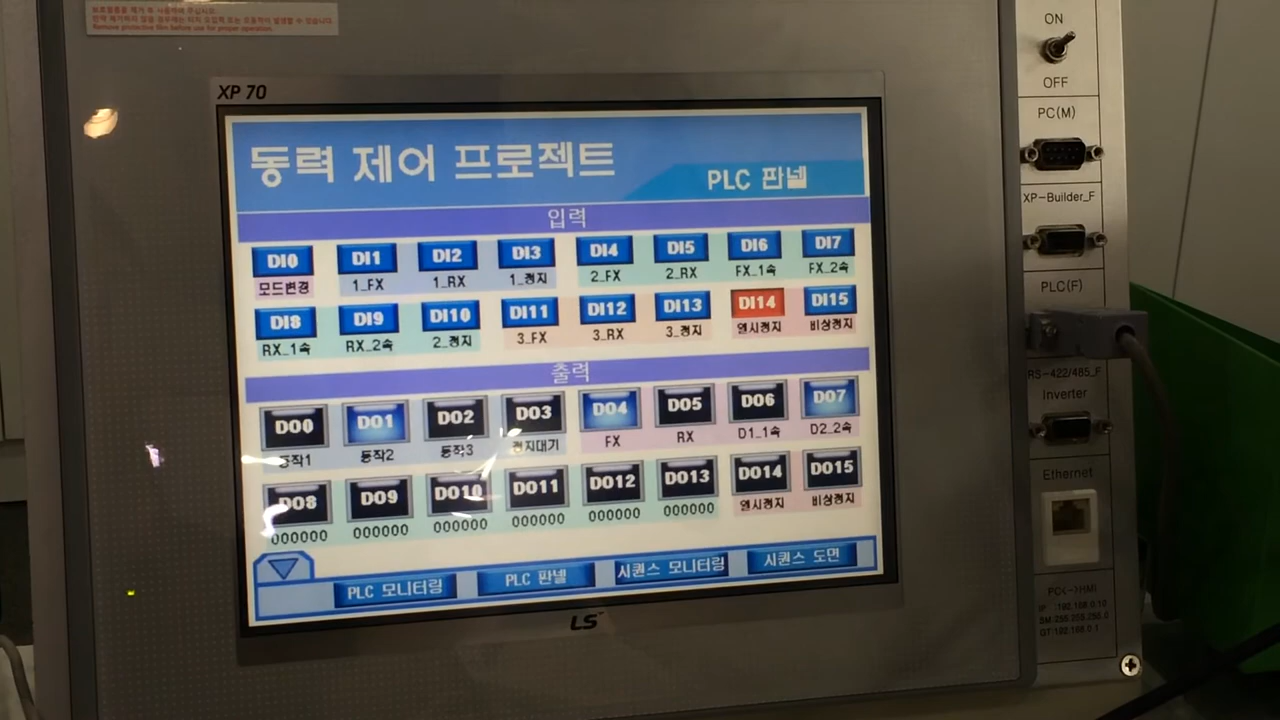 보호필름을 제거 후 사용하여 주십시오.
만약 제거하지 않을 경우에는 터치 오입력 또는 오동작이 발생할 수 있습니다.
Remove protective film before use for proper operation.
XP 70
동력 제어 프로젝트
PLC 판넬
입력
DI0 DI1 DI2 DI3 DI4 DI5 DI6 DI7
모드변경 1_FX 1_RX 1_정지 2_FX 2_RX FX_1속 FX_2속
DI8 DI9 DI10 DI11 DI12 DI13 DI14 DI15
RX_1속 RX_2속 2_정지 3_FX 3_RX 3_정지 엠시정지 비상정지
출력
DO0 DO1 DO2 DO3 DO4 DO5 DO6 DO7
동작1 동작2 동작3 정지대기 FX RX D1_1속 D2_2속
DO8 DO9 DO10 DO11 DO12 DO13 DO14 DO15
000000 000000 000000 000000 000000 000000 엠시정지 비상정지
PLC 모니터링 PLC 판넬 시퀀스 모니터링 시퀀스 도면
LS
ON
OFF
PC(M)
XP-Builder_F
PLC(F)
RS-422/485_F
Inverter
Ethernet
PC<->HMI
IP :192.168.0.10
SM:255.255.255.0
GT:192.168.0.1